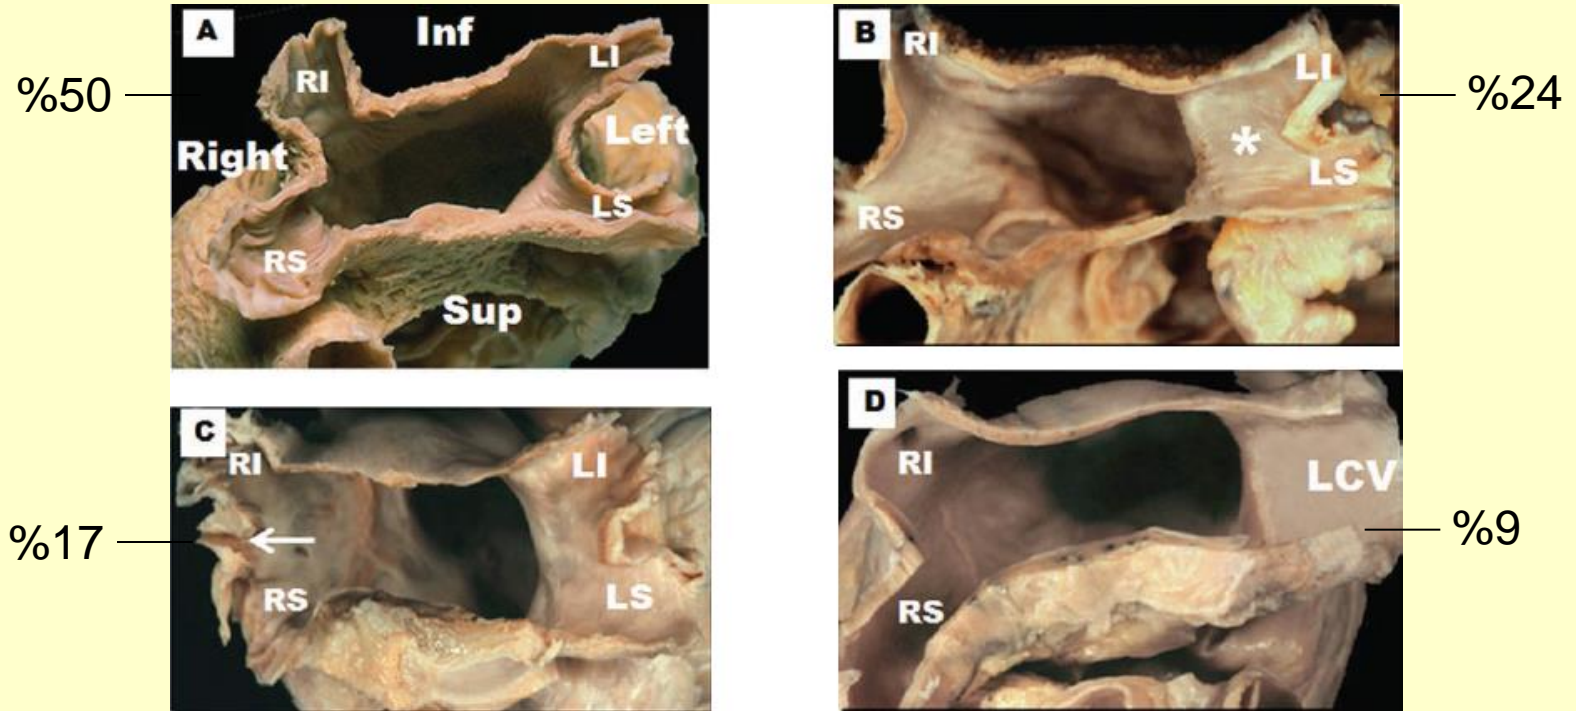 A
Inf
LI
RI
%50
Left
Right
LS
RS
Sup
B
RI
LI
%24
*
LS
RS
C
RI
LI
%17
RS
LS
D
RI
LCV
%9
RS